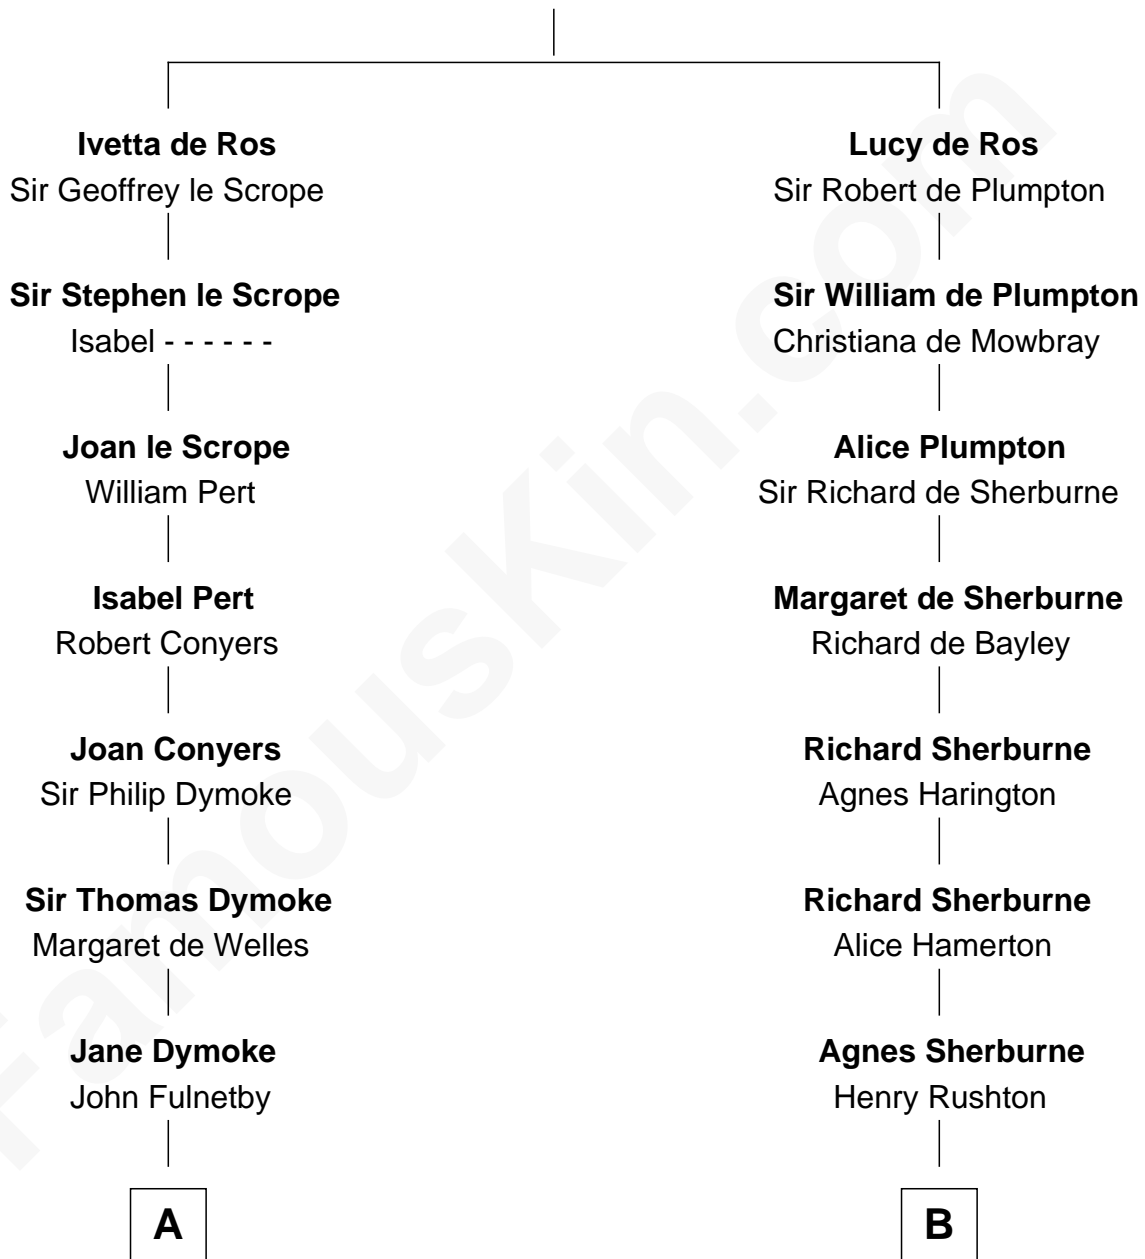 Ivetta de Ros
Sir Geoffrey le Scrope
Lucy de Ros
Sir Robert de Plumpton
Sir Stephen le Scrope
Isabel - - - - - -
Sir William de Plumpton
Christiana de Mowbray
Joan le Scrope
William Pert
Alice Plumpton
Sir Richard de Sherburne
Isabel Pert
Robert Conyers
Margaret de Sherburne
Richard de Bayley
Joan Conyers
Sir Philip Dymoke
Richard Sherburne
Agnes Harington
Sir Thomas Dymoke
Margaret de Welles
Richard Sherburne
Alice Hamerton
Jane Dymoke
John Fulnetby
Agnes Sherburne
Henry Rushton
A
B
FamousKin.com